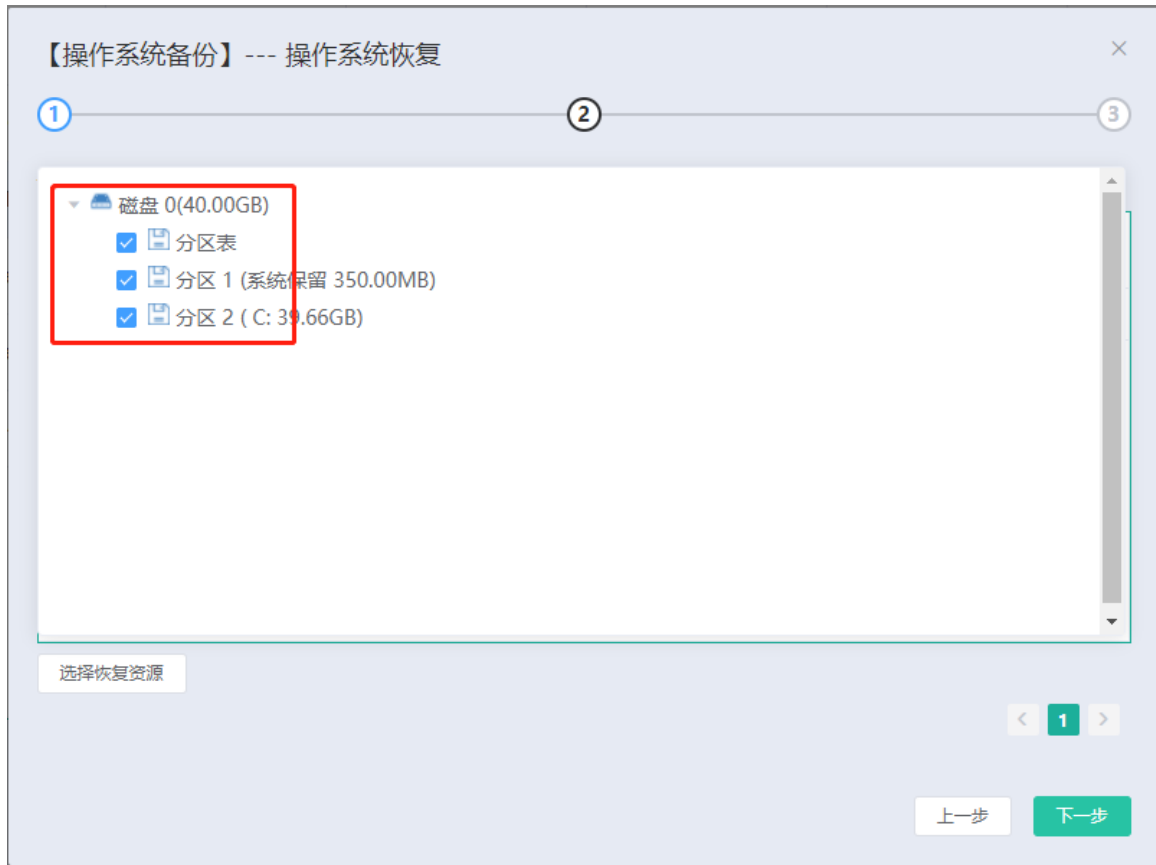 【操作系统备份】--- 操作系统恢复
1
2
3
磁盘 0(40.00GB)
分区表
分区 1 (系统保留 350.00MB)
分区 2 ( C: 39.66GB)
选择恢复资源
< 1 >
上一步
下一步